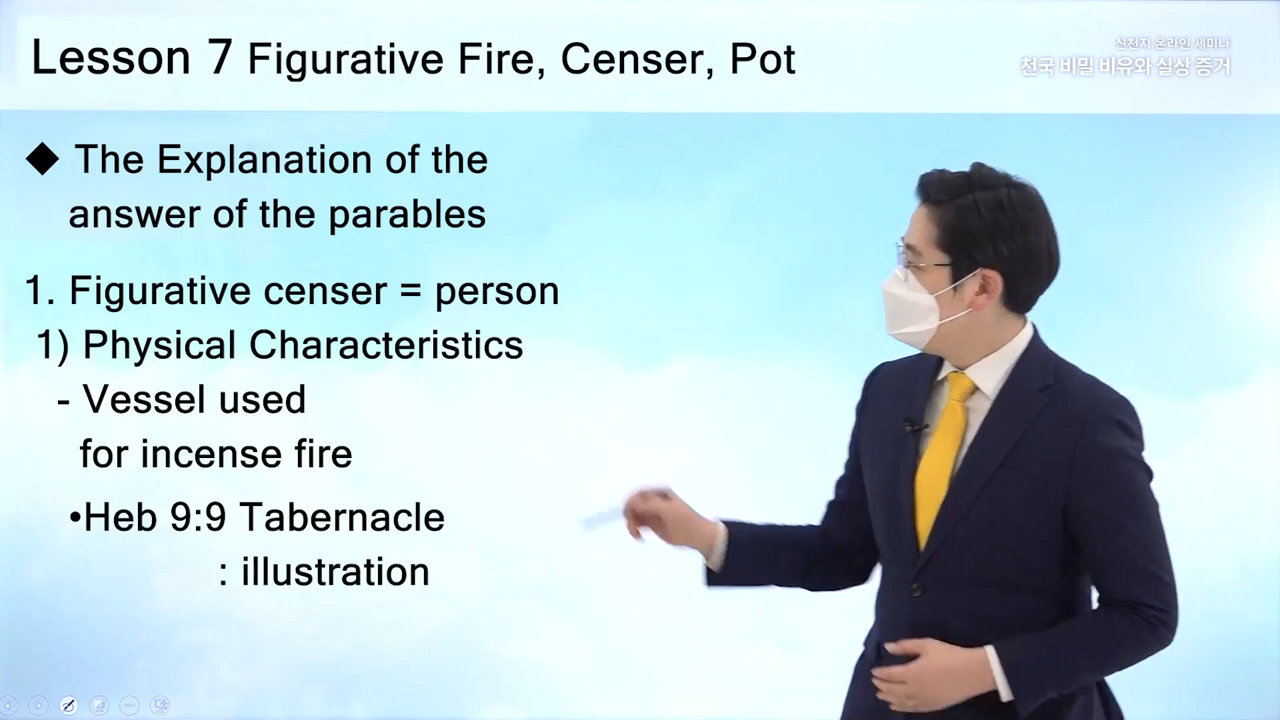 Lesson 7 Figurative Fire, Censer, Pot
신천지 온라인 세미나
천국 비밀 비유와 실상 증거
◆ The Explanation of the
answer of the parables
1. Figurative censer = person
1) Physical Characteristics
- Vessel used
for incense fire
•Heb 9:9 Tabernacle
: illustration